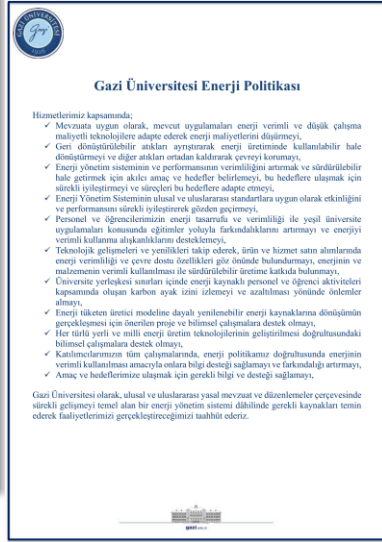 GAZİ ÜNİVERSİTESİ
Gazi Üniversitesi Enerji Politikası
Hizmetlerimiz kapsamında;
✓ Mevzuata uygun olarak, mevcut uygulamaları enerji verimli ve düşük çalışma
maliyetli teknolojilere adapte ederek enerji maliyetlerini düşürmeyi,
✓ Geri dönüştürülebilir atıkları ayrıştırarak enerji üretiminde kullanılabilir hale
dönüştürmeyi ve diğer atıkları ortadan kaldırarak çevreyi korumayı,
✓ Enerji yönetim sisteminin ve performansının verimliliğini artırmak ve sürdürülebilir
hale getirmek için akılcı amaç ve hedefler belirlemeyi, bu hedeflere ulaşmak için
sürekli iyileştirmeyi ve süreçleri bu hedeflere adapte etmeyi,
✓ Enerji Yönetim Sisteminin ulusal ve uluslararası standartlara uygun olarak etkinliğini
ve performansını sürekli iyileştirerek gözden geçirmeyi,
✓ Personel ve öğrencilerimizin enerji tasarrufu ve verimliliği ile yeşil üniversite
uygulamaları konusunda eğitimler yoluyla farkındalıklarını artırmayı ve enerjiyi
verimli kullanma alışkanlıklarını desteklemeyi,
✓ Teknolojik gelişmeleri ve yenilikleri takip ederek, ürün ve hizmet satın alımlarında
enerji verimliliği ve çevre dostu özellikleri göz önünde bulundurmayı, enerjinin ve
malzemenin verimli kullanılması ile sürdürülebilir üretime katkıda bulunmayı,
✓ Üniversite yerleşkesi sınırları içinde enerji kaynaklı personel ve öğrenci aktiviteleri
kapsamında oluşan karbon ayak izini izlemeyi ve azaltılması yönünde önlemler
almayı,
✓ Enerji tüketen üretici modeline dayalı yenilenebilir enerji kaynaklarına dönüşümün
gerçekleşmesi için önerilen proje ve bilimsel çalışmalara destek olmayı,
✓ Her türlü yerli ve milli enerji üretim teknolojilerinin geliştirilmesi doğrultusundaki
bilimsel çalışmalara destek olmayı,
✓ Katılımcılarımızın tüm çalışmalarında, enerji politikamız doğrultusunda enerjinin
verimli kullanılması amacıyla onlara bilgi desteği sağlamayı ve farkındalığı artırmayı,
✓ Amaç ve hedeflerimize ulaşmak için gerekli bilgi ve desteği sağlamayı,
Gazi Üniversitesi olarak, ulusal ve uluslararası yasal mevzuat ve düzenlemeler çerçevesinde
sürekli gelişmeyi temel alan bir enerji yönetim sistemi dâhilinde gerekli kaynakları temin
ederek faaliyetlerimizi gerçekleştireceğimizi taahhüt ederiz.